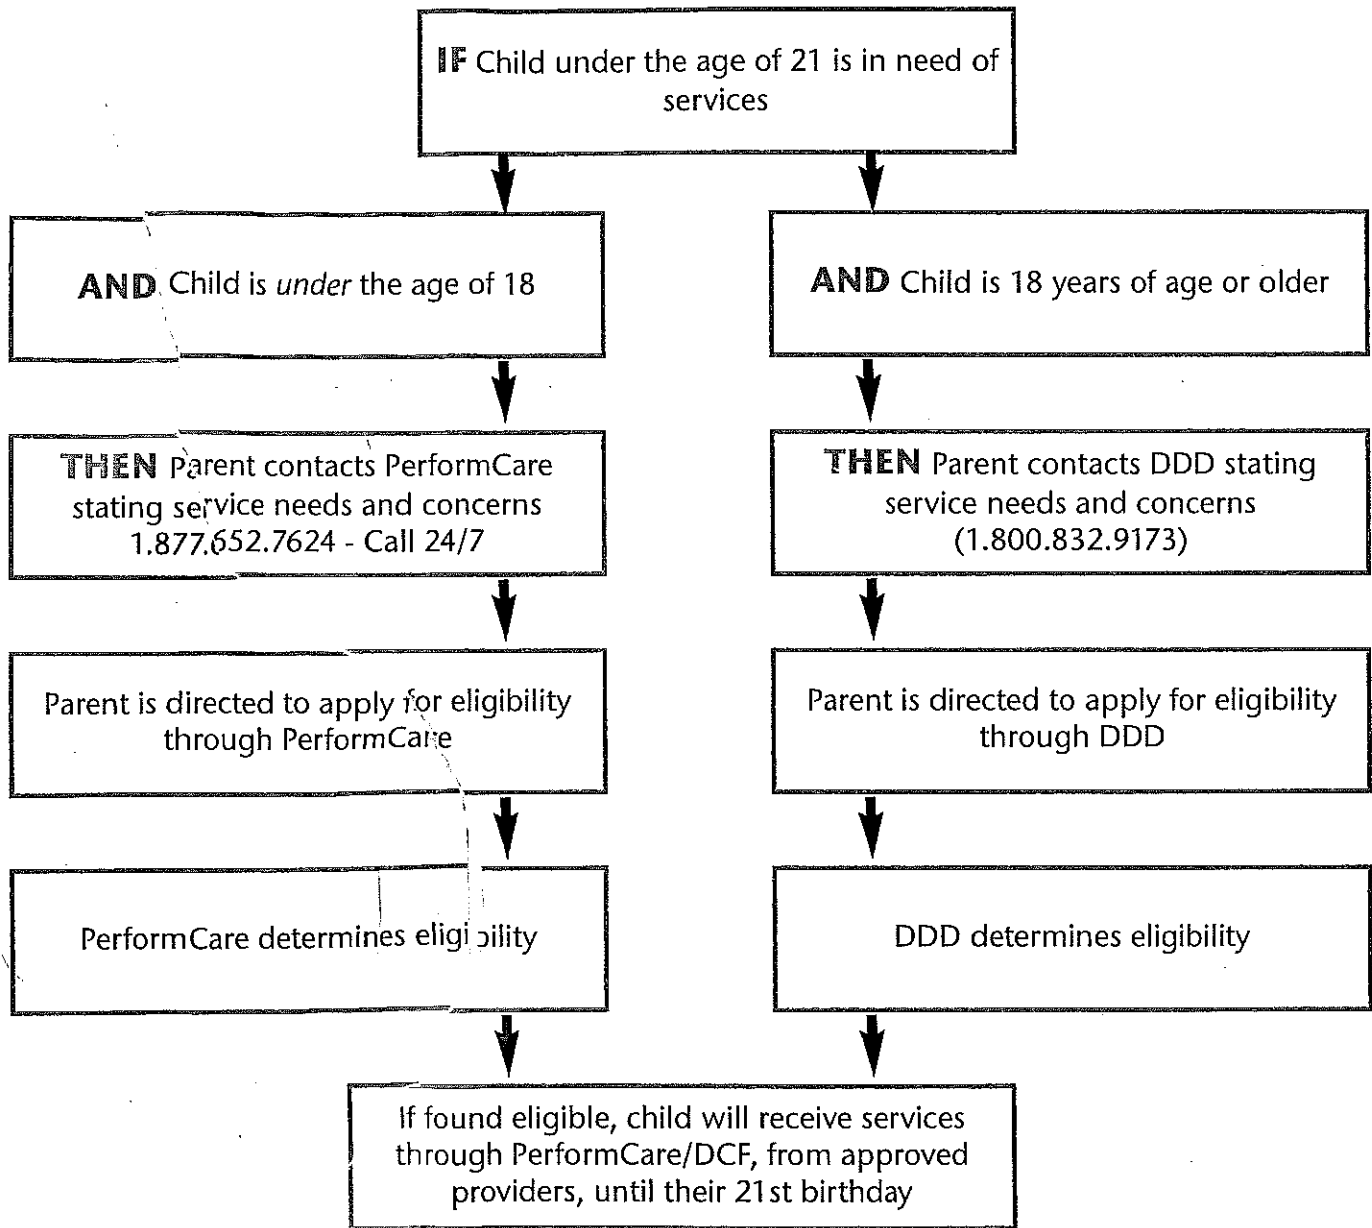 IF Child under the age of 21 is in need of
services
AND Child is under the age of 18
AND Child is 18 years of age or older
THEN Parent contacts PerformCare
stating service needs and concerns
1.877.652.7624 - Call 24/7
THEN Parent contacts DDD stating
service needs and concerns
(1.800.832.9173)
Parent is directed to apply for eligibility
through PerformCare
Parent is directed to apply for eligibility
through DDD
PerformCare determines eligibility
DDD determines eligibility
If found eligible, child will receive services
through PerformCare/DCF, from approved
providers, until their 21st birthday